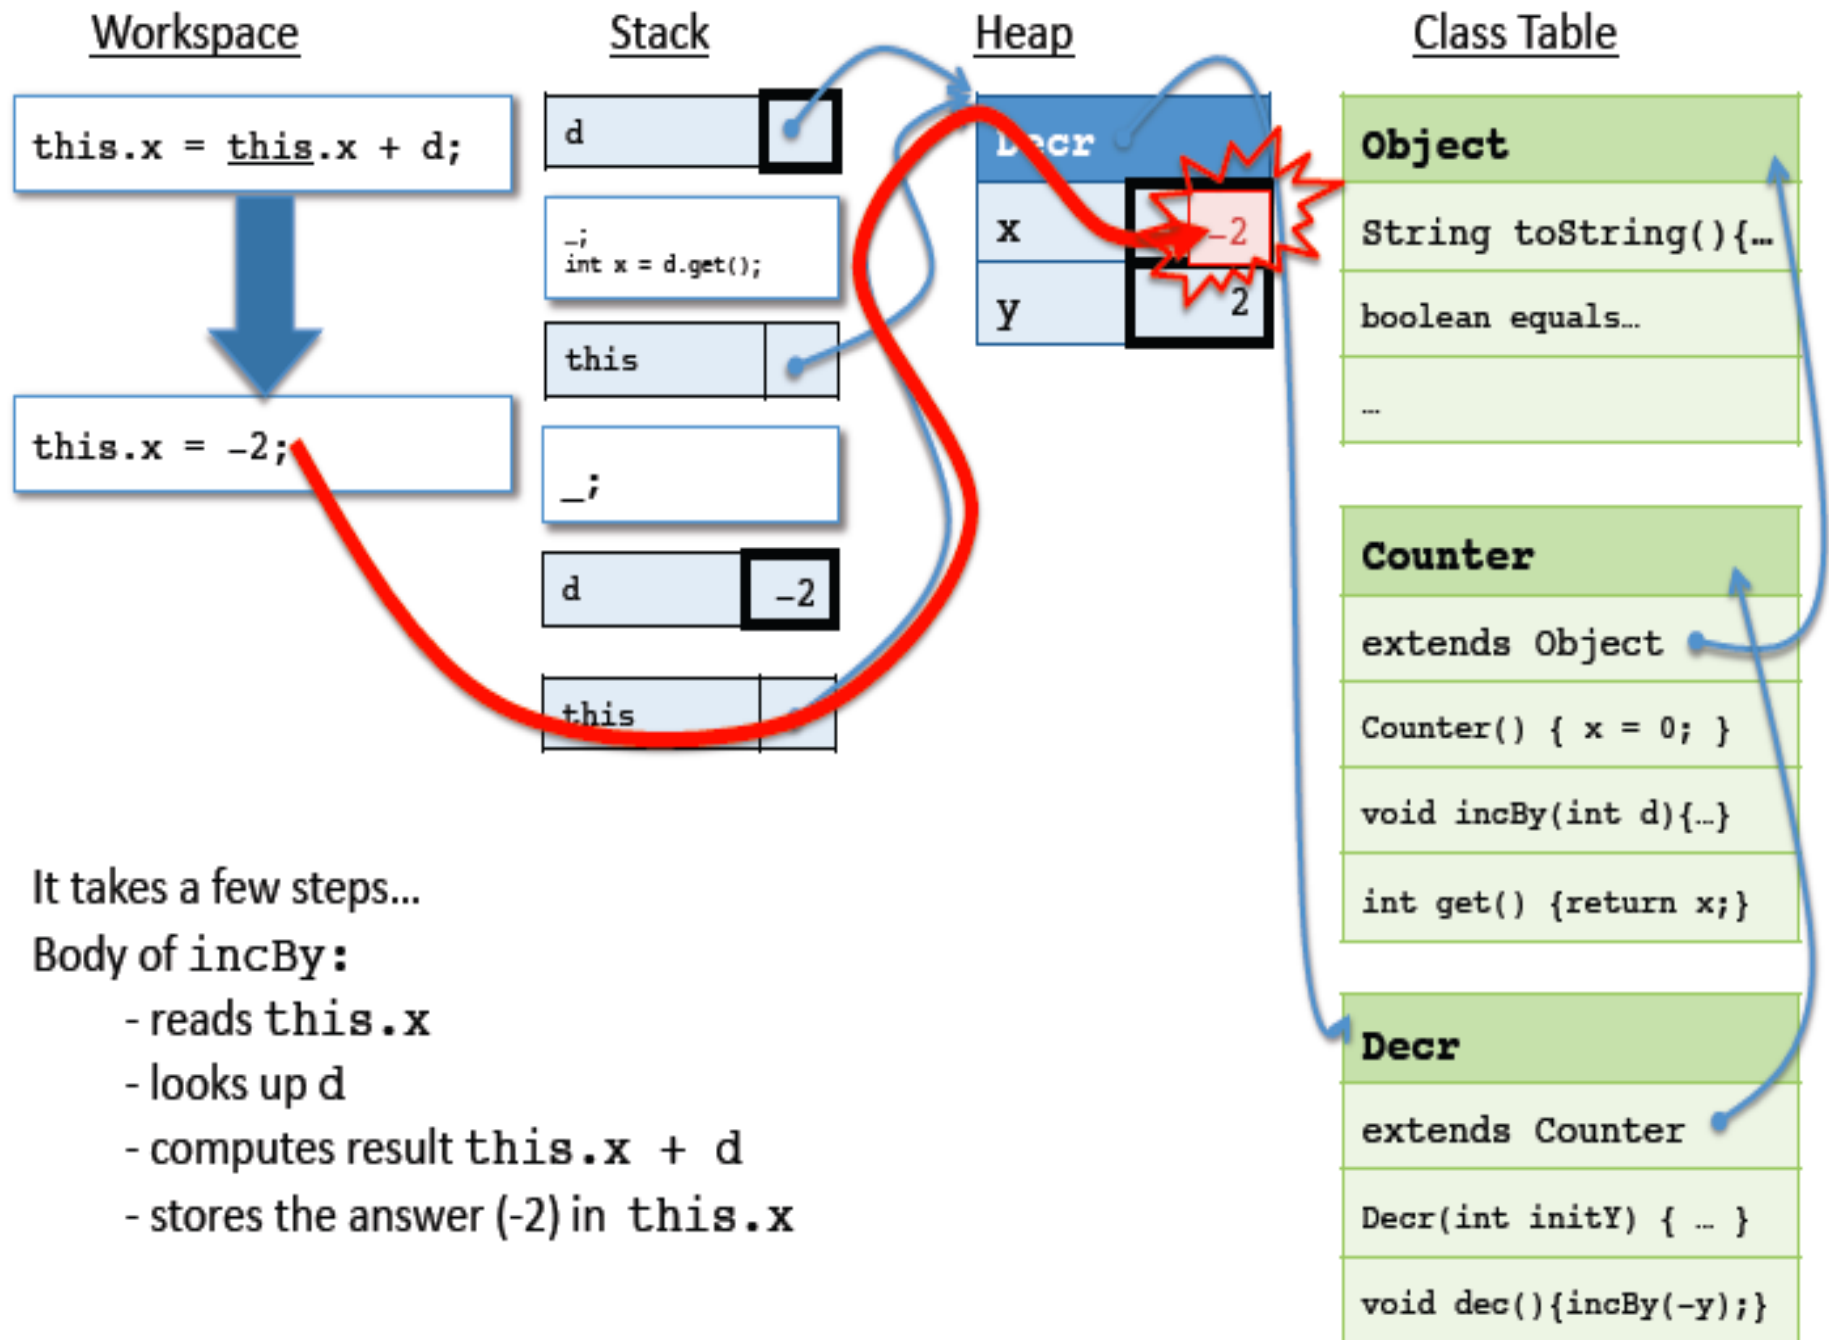 Workspace
this.x = this.x + d;
this.x = -2;
Stack
d
_;
int x = d.get();
this
_;
d -2
this
Heap
Decr
x -2
y 2
Class Table
Object
String toString(){…
boolean equals…
…
Counter
extends Object
Counter() { x = 0; }
void incBy(int d){…}
int get() {return x;}
Decr
extends Counter
Decr(int initY) { … }
void dec(){incBy(-y);}
It takes a few steps…
Body of incBy:
- reads this.x
- looks up d
- computes result this.x + d
- stores the answer (-2) in this.x